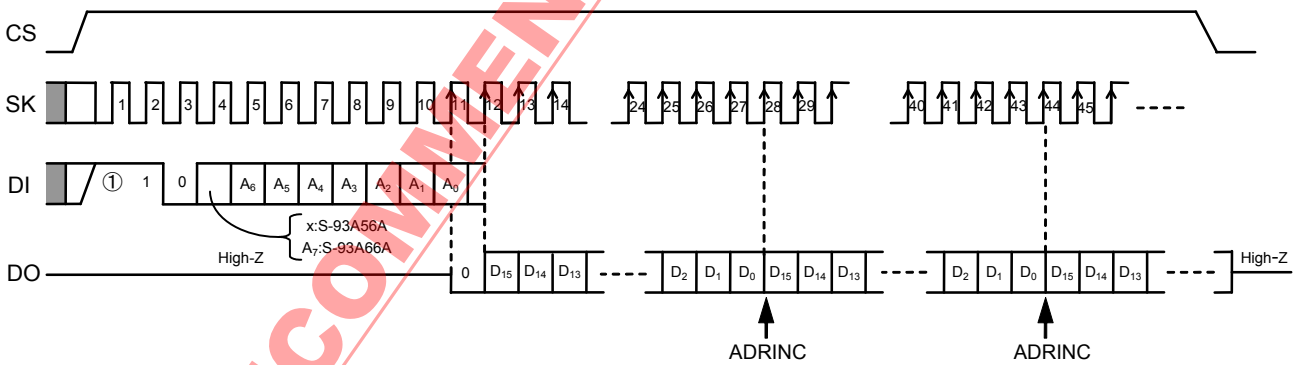 CS
SK 1 2 3 4 5 6 7 8 9 10 11 12 13 14 24 25 26 27 28 29 40 41 42 43 44 45
DI ① 1 0 A6 A5 A4 A3 A2 A1 A0
x:S-93A56A
A7:S-93A66A
High-Z
DO 0 D15 D14 D13 D2 D1 D0 D15 D14 D13 D2 D1 D0 D15 D14 D13 High-Z
ADRINC ADRINC